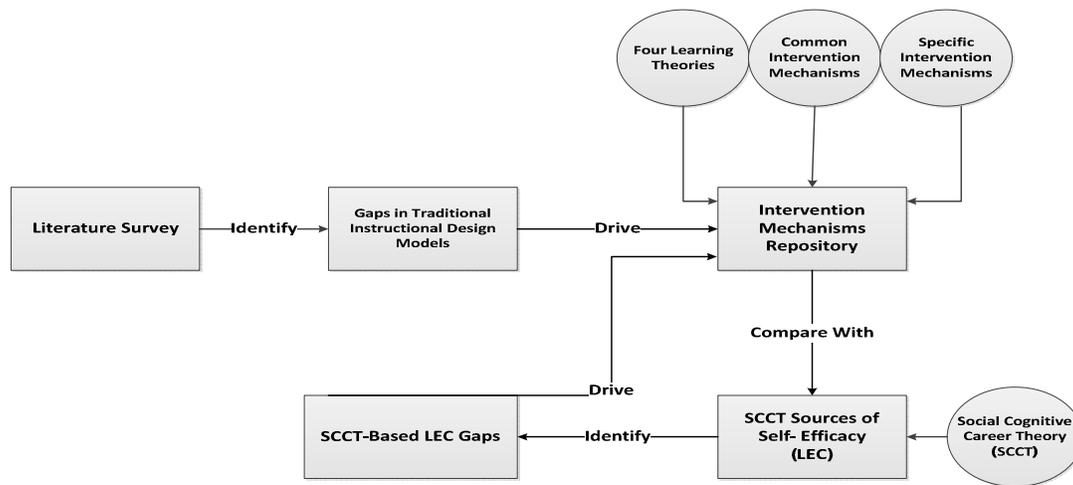 Four Learning
Theories
Common
Intervention
Mechanisms
Specific
Intervention
Mechanisms
Literature Survey
Identify
Gaps in Traditional
Instructional Design
Models
Drive
Intervention
Mechanisms
Repository
Compare With
Drive
SCCT-Based LEC Gaps
Identify
SCCT Sources of
Self- Efficacy
(LEC)
Social Cognitive
Career Theory
(SCCT)